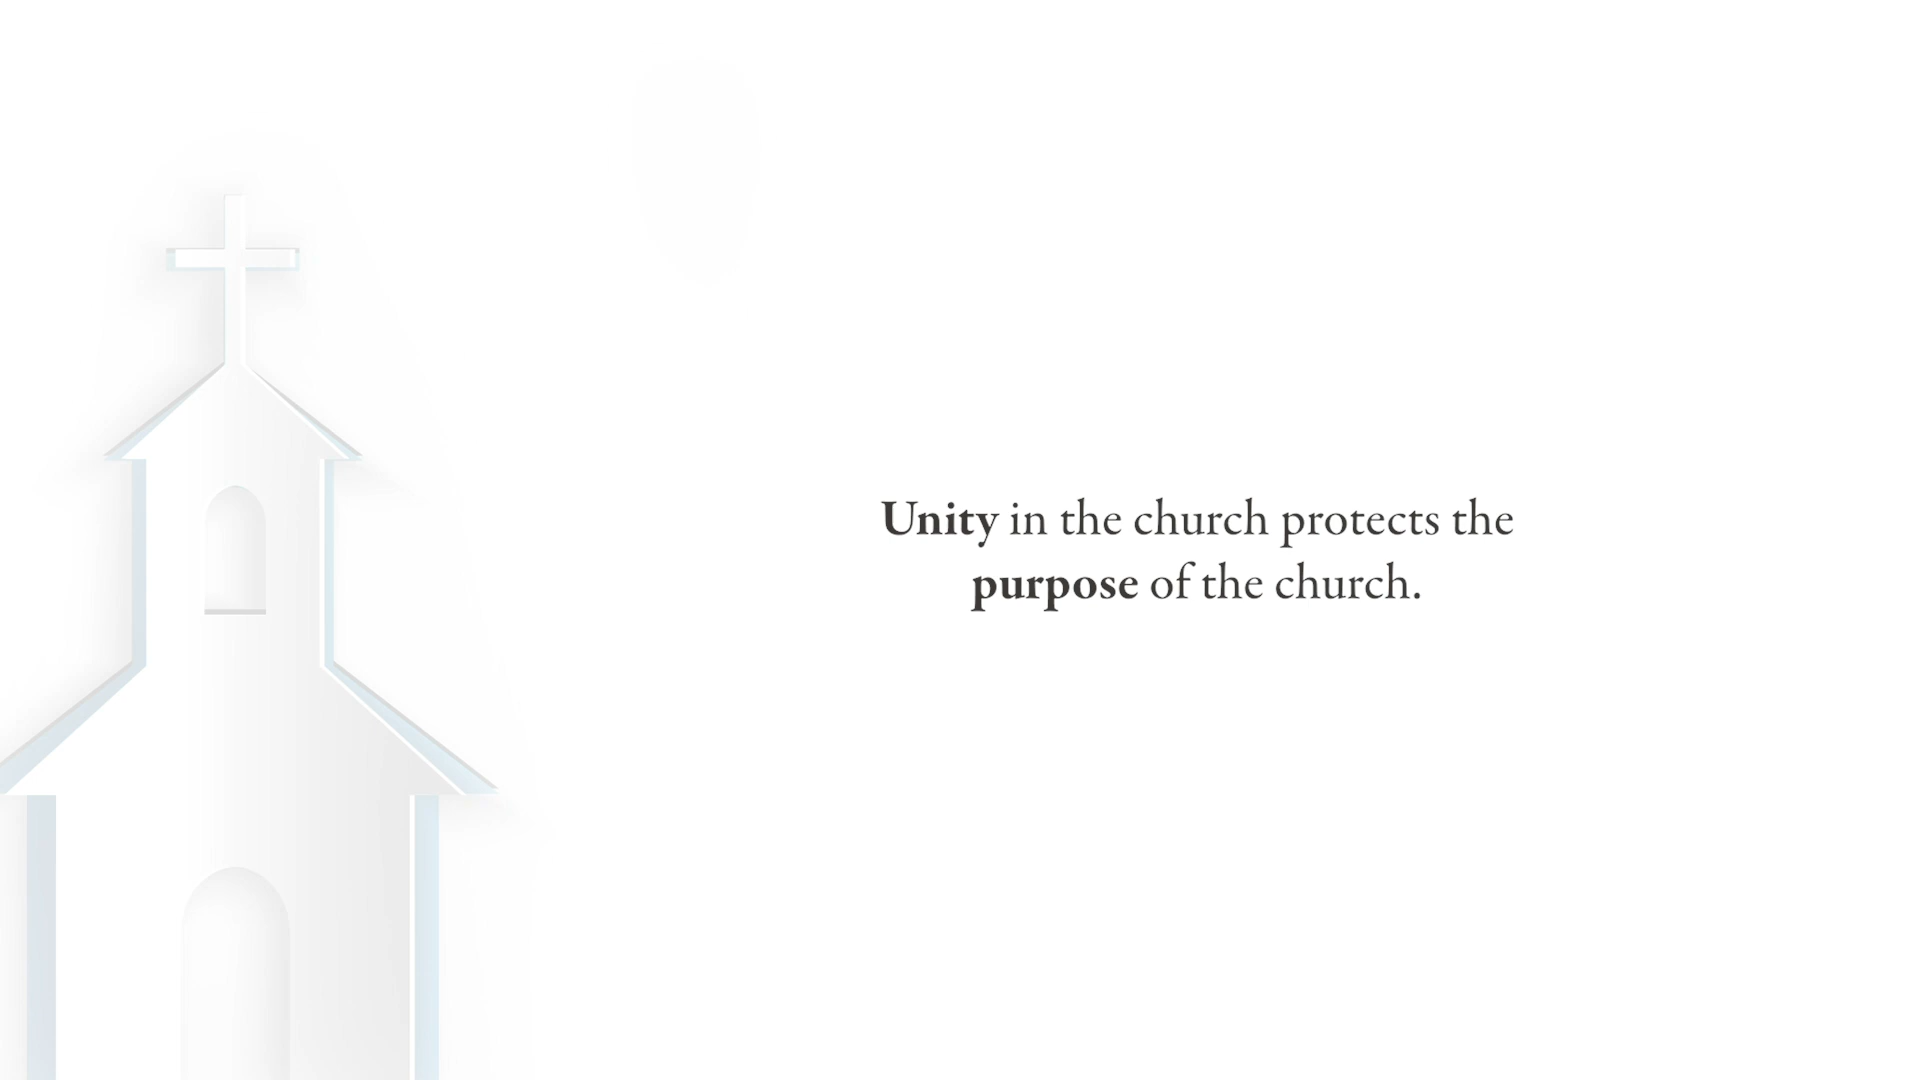 Unity in the church protects the
purpose of the church.